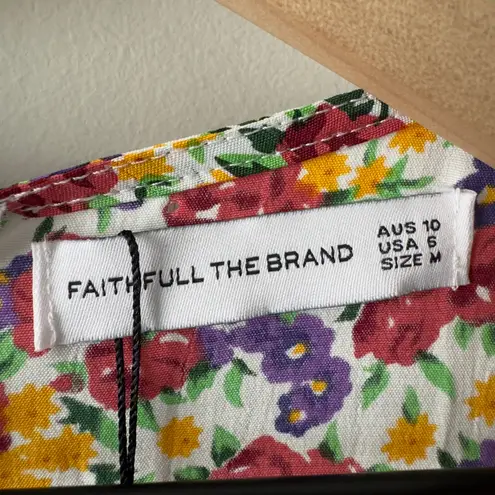 FAITHFULL THE BRAND
AUS 10
USA 6
SIZE M